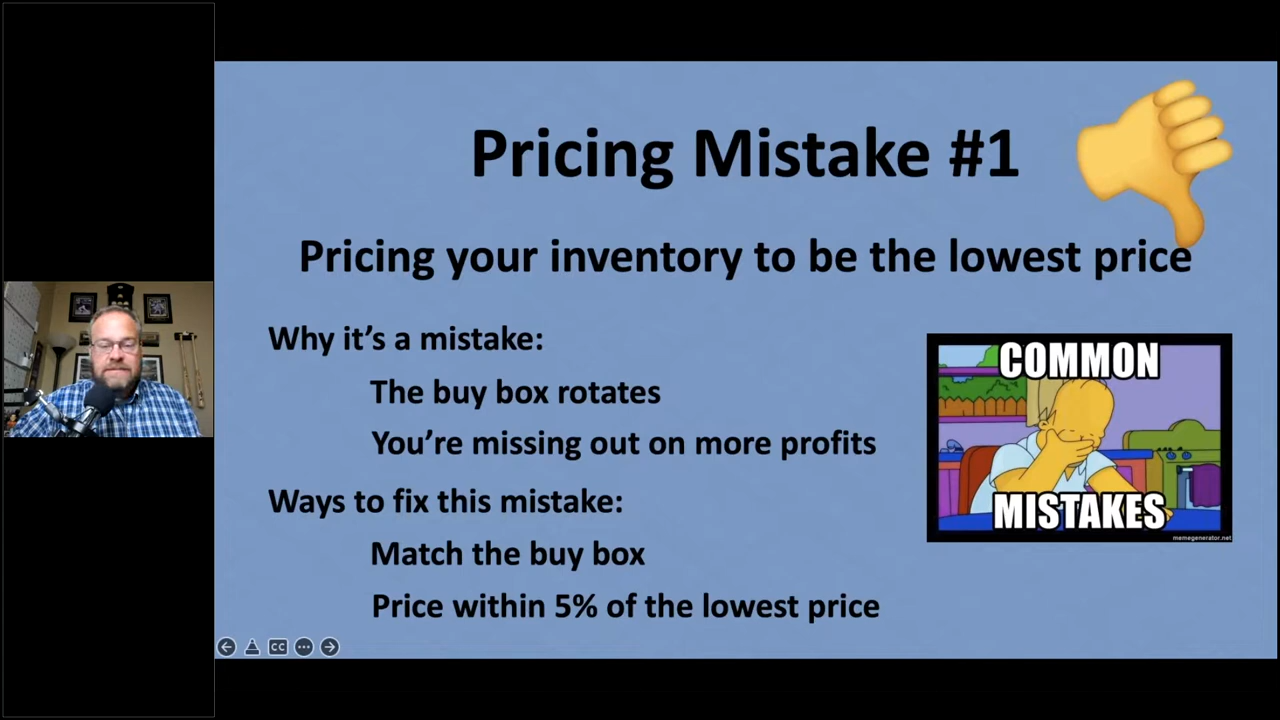 Pricing Mistake #1
Pricing your inventory to be the lowest price
Why it’s a mistake:
The buy box rotates
You’re missing out on more profits
Ways to fix this mistake:
Match the buy box
Price within 5% of the lowest price
COMMON
MISTAKES
memegenerator.net
CC